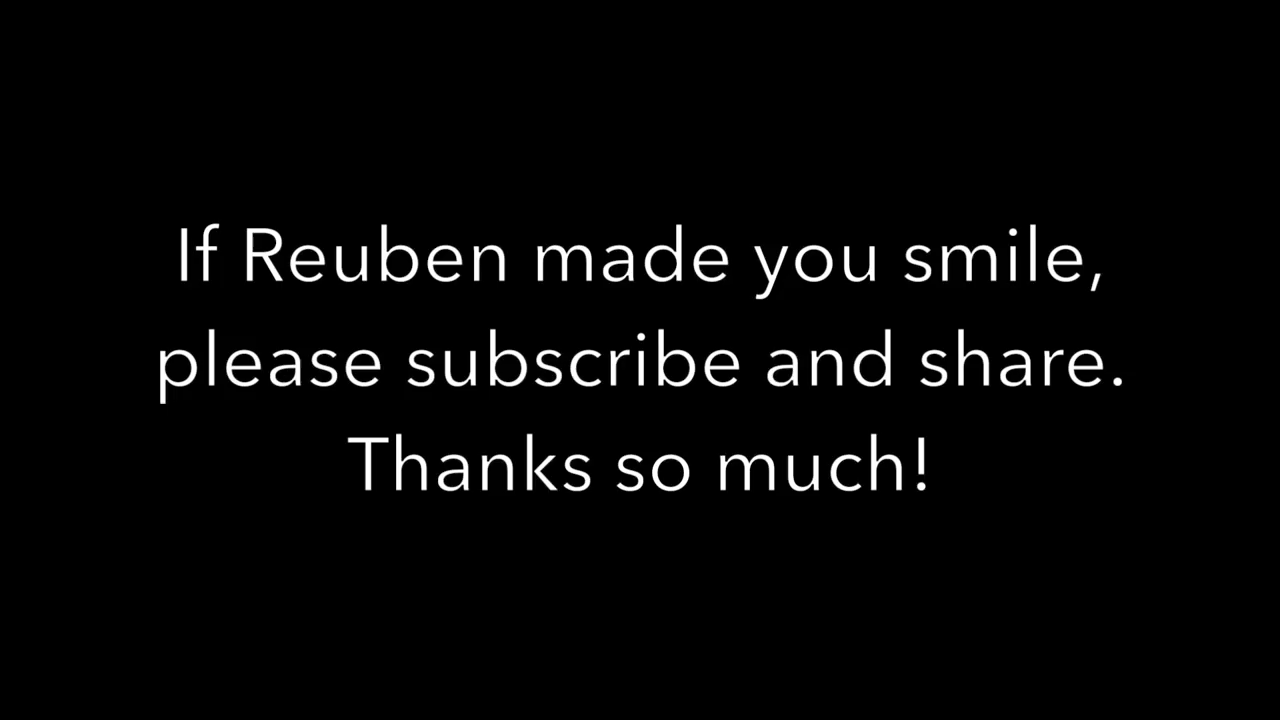 If Reuben made you smile,
please subscribe and share.
Thanks so much!